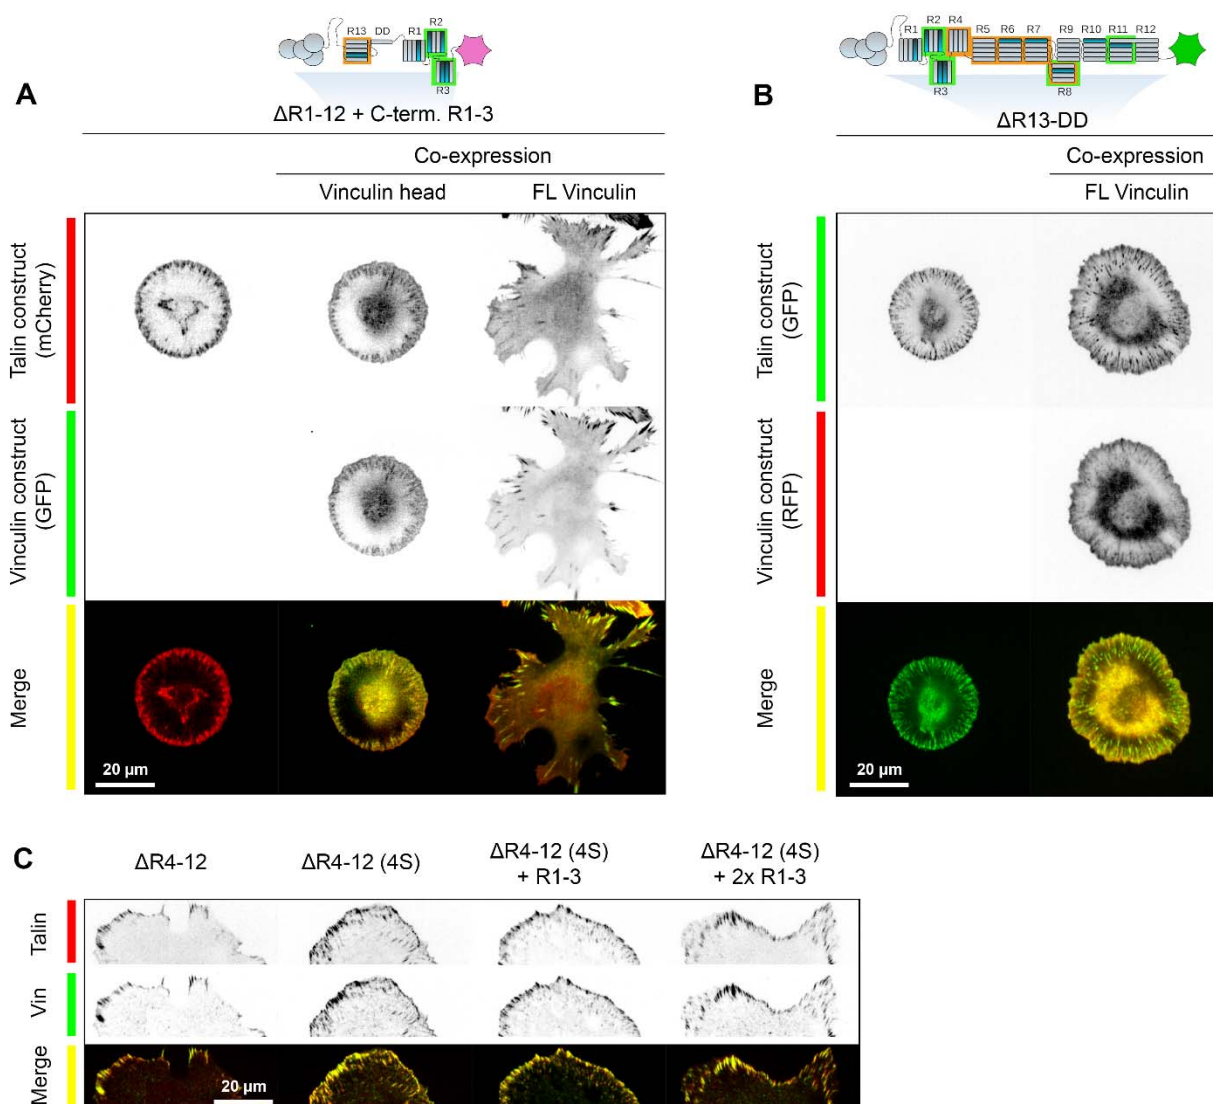 R13 DD R1 R2
R3
A
ΔR1-12 + C-term. R1-3
Co-expression
Vinculin head FL Vinculin
Talin construct
(mCherry)
Vinculin construct
(GFP)
Merge
20 µm
R1 R2 R4 R5 R6 R7 R9 R10 R11 R12
R3 R8
B
ΔR13-DD
Co-expression
FL Vinculin
Talin construct
(GFP)
Vinculin construct
(RFP)
Merge
20 µm
C
ΔR4-12 ΔR4-12 (4S) ΔR4-12 (4S) ΔR4-12 (4S)
+ R1-3 + 2x R1-3
Talin
Vin
Merge
20 µm